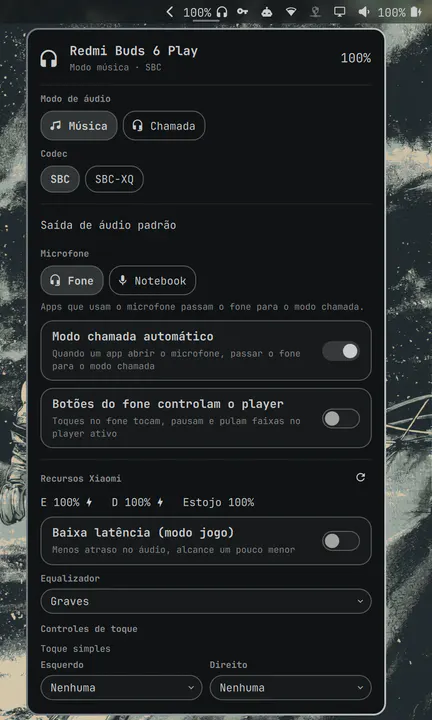 100% 100%
Redmi Buds 6 Play
Modo música · SBC
100%
Modo de áudio
Música Chamada
Codec
SBC SBC-XQ
Saída de áudio padrão
Microfone
Fone Notebook
Apps que usam o microfone passam o fone para o modo chamada.
Modo chamada automático
Quando um app abrir o microfone, passar o fone
para o modo chamada
Botões do fone controlam o player
Toques no fone tocam, pausam e pulam faixas no
player ativo
Recursos Xiaomi
E 100% D 100% Estojo 100%
Baixa latência (modo jogo)
Menos atraso no áudio, alcance um pouco menor
Equalizador
Graves
Controles de toque
Toque simples
Esquerdo Direito
Nenhuma Nenhuma